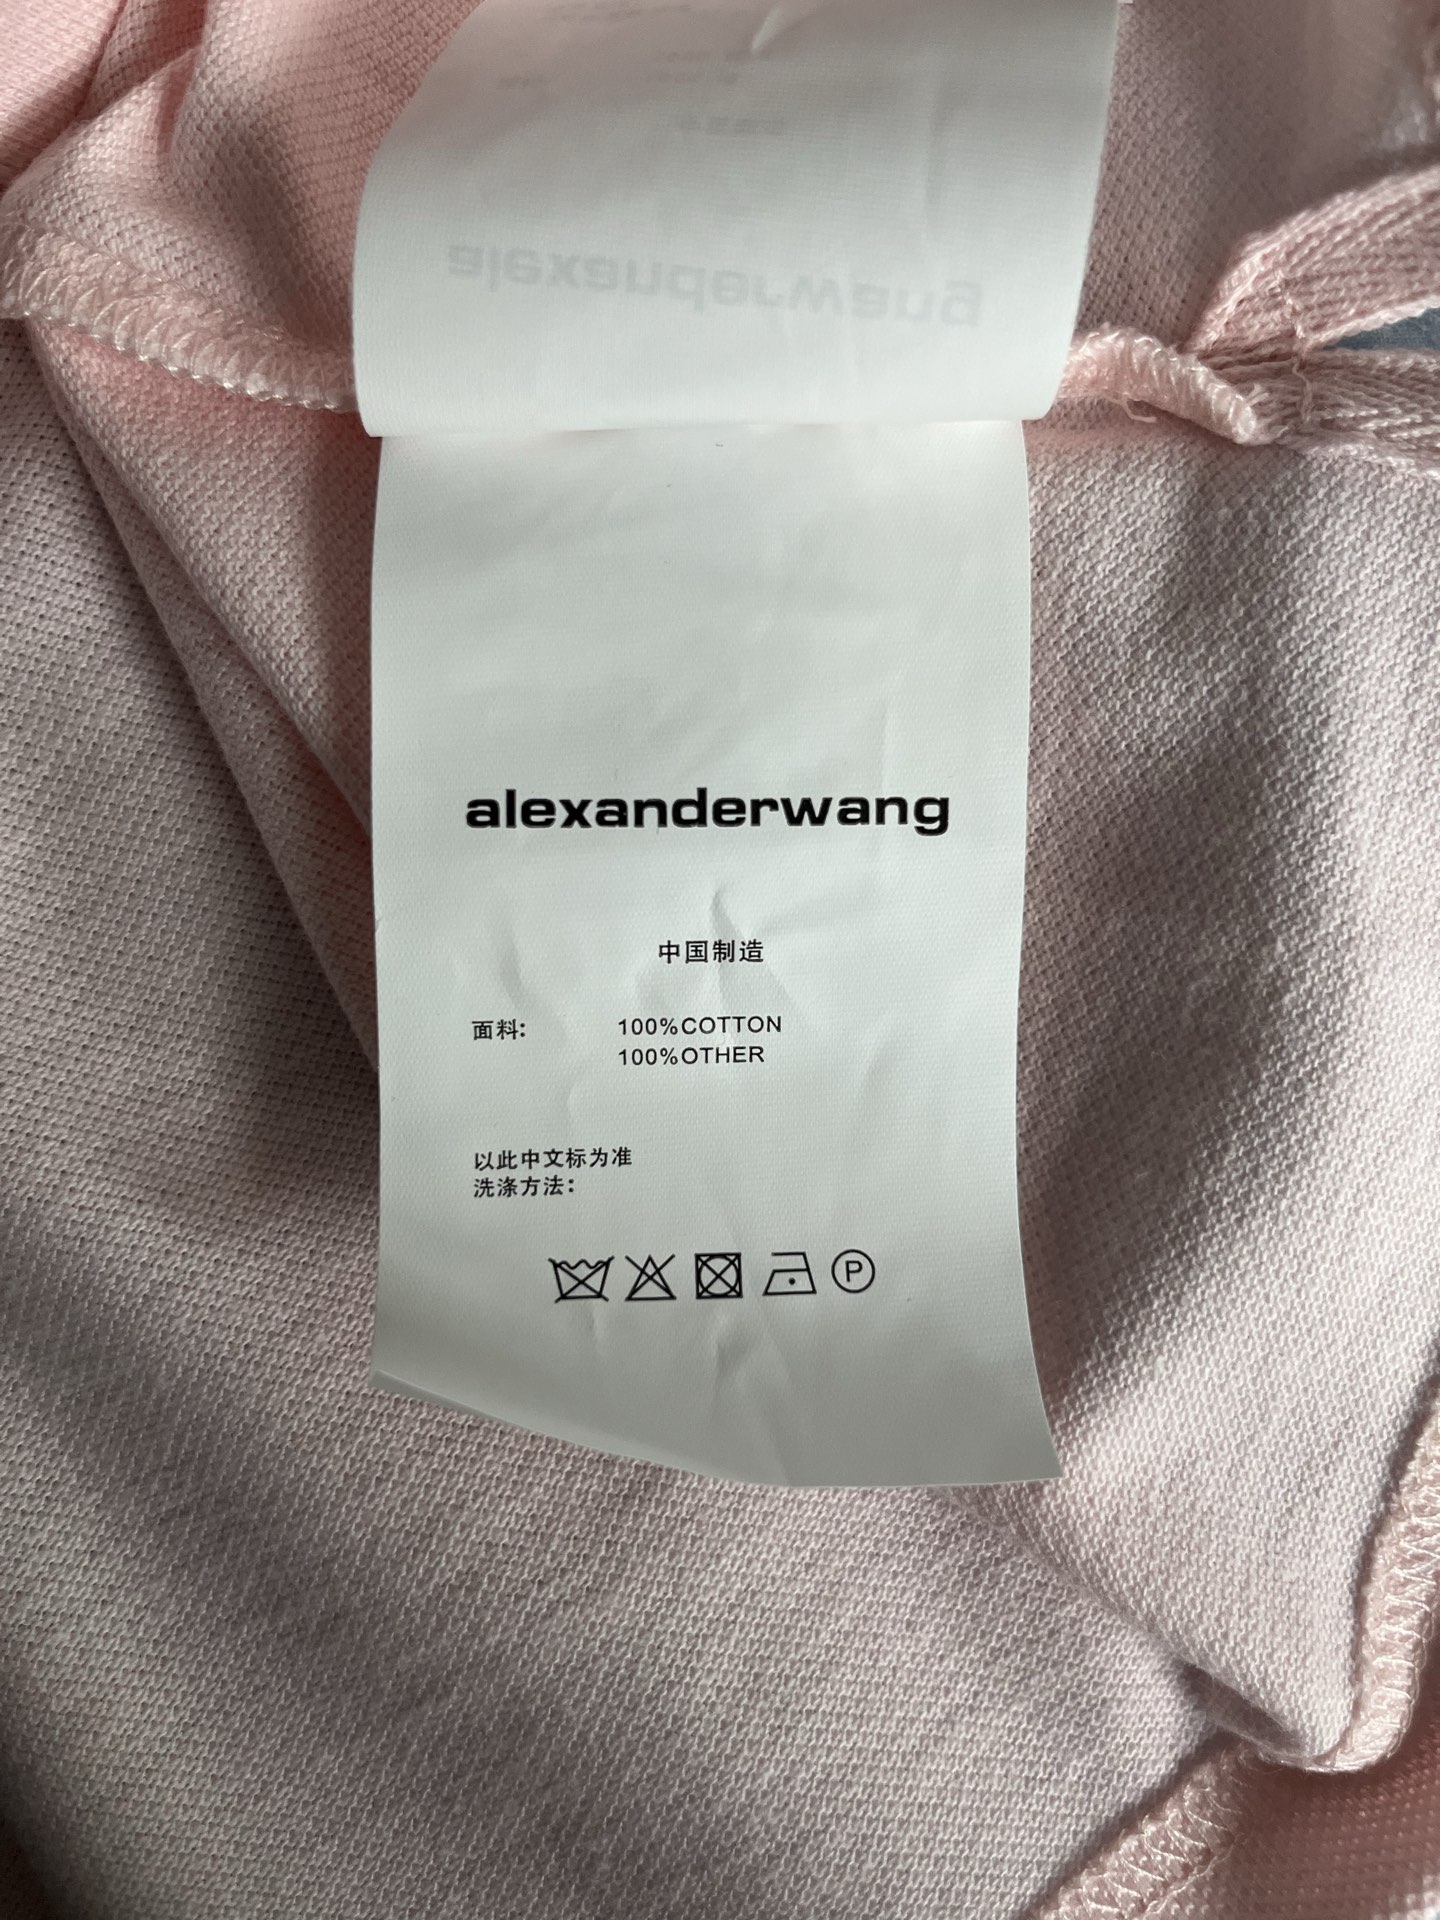 alexanderwang
alexanderwang
中国制造
面料: 100%COTTON
100%OTHER
以此中文标为准
洗涤方法:
P